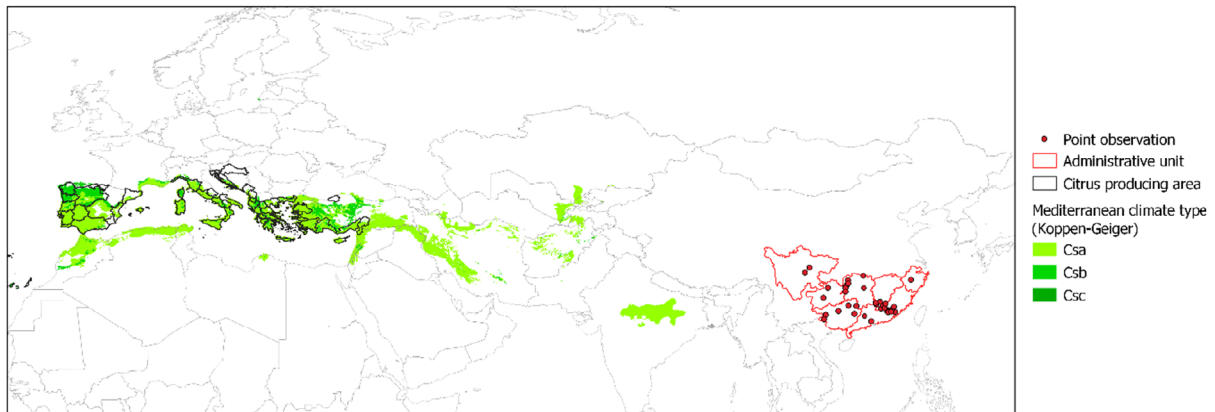 Point observation
Administrative unit
Citrus producing area
Mediterranean climate type
(Koppen-Geiger)
Csa
Csb
Csc